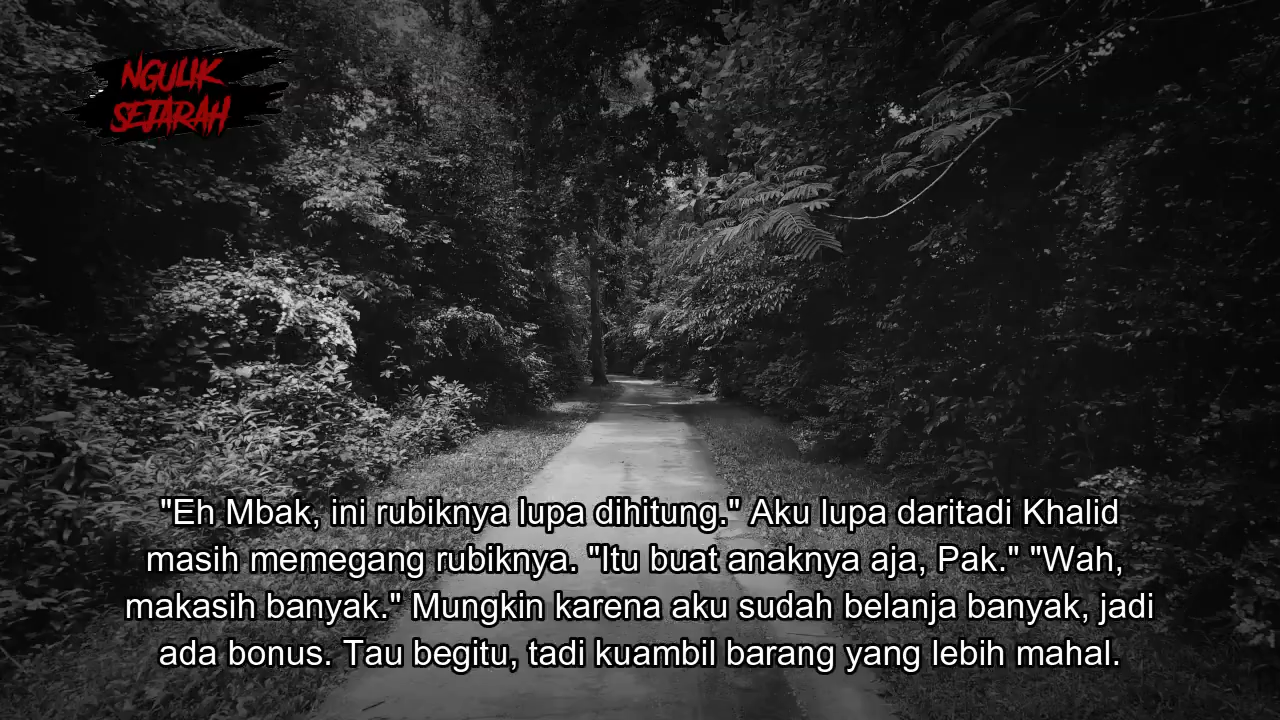 NGULIK
SEJARAH
"Eh Mbak, ini rubiknya lupa dihitung." Aku lupa daritadi Khalid
masih memegang rubiknya. "Itu buat anaknya aja, Pak." "Wah,
makasih banyak." Mungkin karena aku sudah belanja banyak, jadi
ada bonus. Tau begitu, tadi kuambil barang yang lebih mahal.